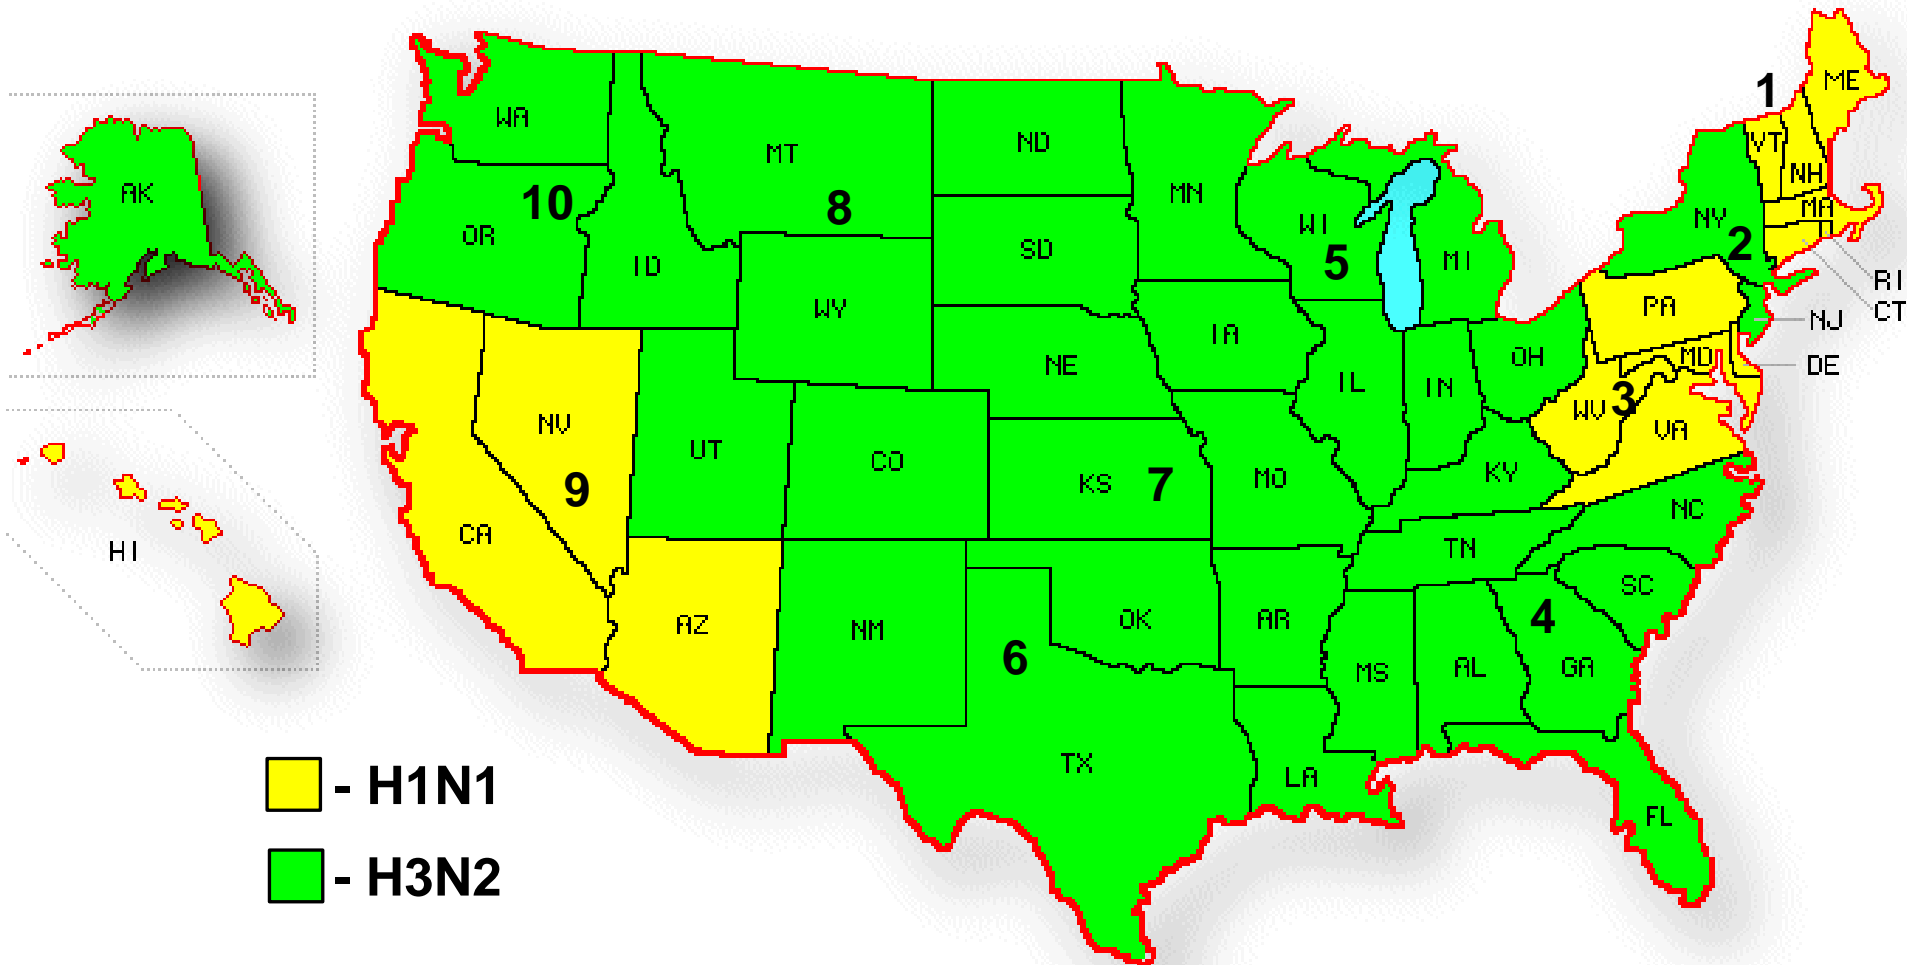 ME
1
WA
VT
ND
MT
NH
AK
MN
10
8
MA
NY
WI
OR
2
SD
5
MI
ID
RI
PA
WY
CT
NJ
IA
OH
MD
NE
DE
IL
IN
3
WV
NV
VA
UT
CO
KY
KS
7
MO
9
NC
CA
TN
HI
SC
4
OK
AR
AZ
NM
6
AL
GA
MS
TX
LA
- H1N1
FL
- H3N2